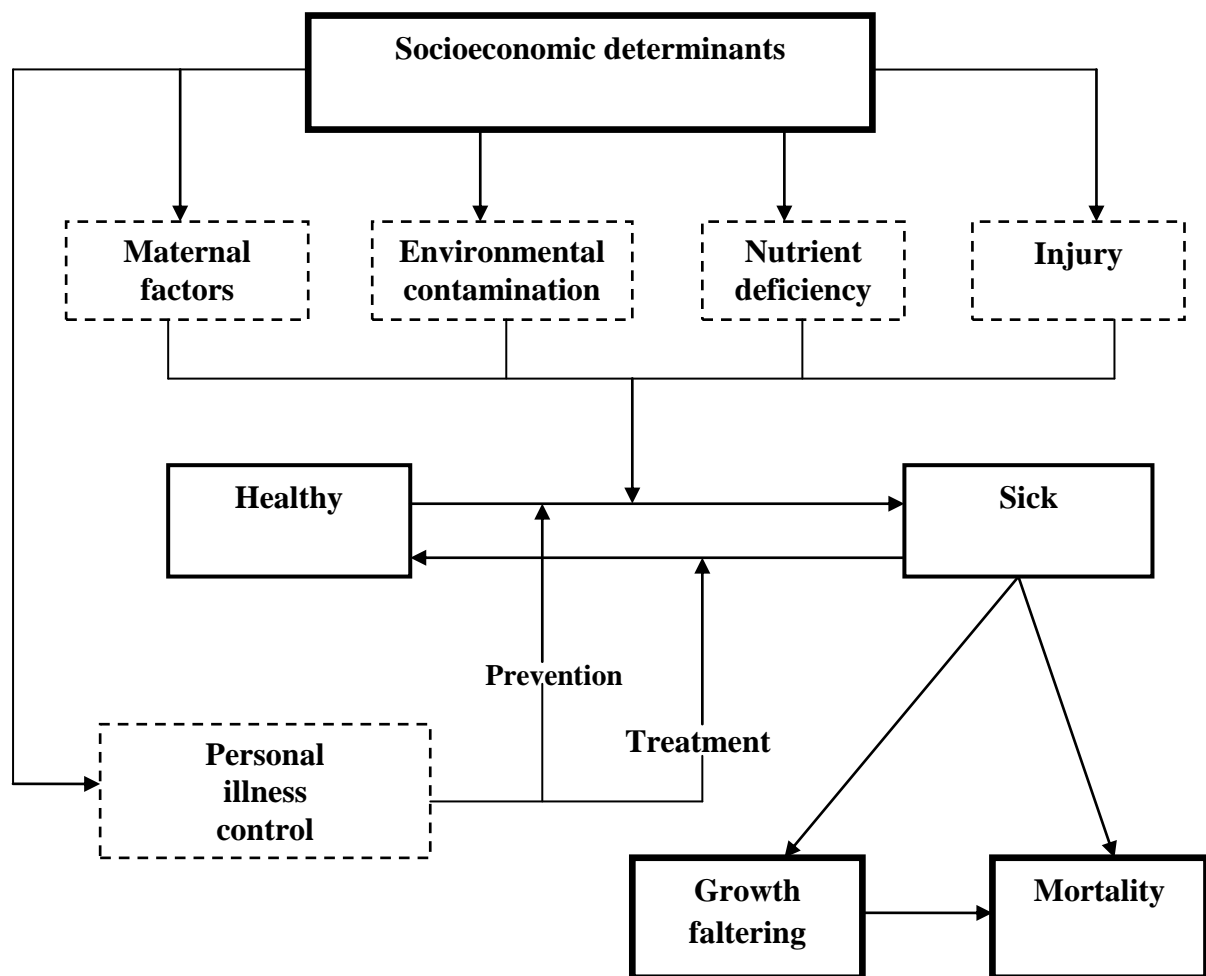 Socioeconomic determinants
Maternal
factors
Environmental
contamination
Nutrient
deficiency
Injury
Healthy
Sick
Prevention
Treatment
Personal
illness
control
Growth
faltering
Mortality